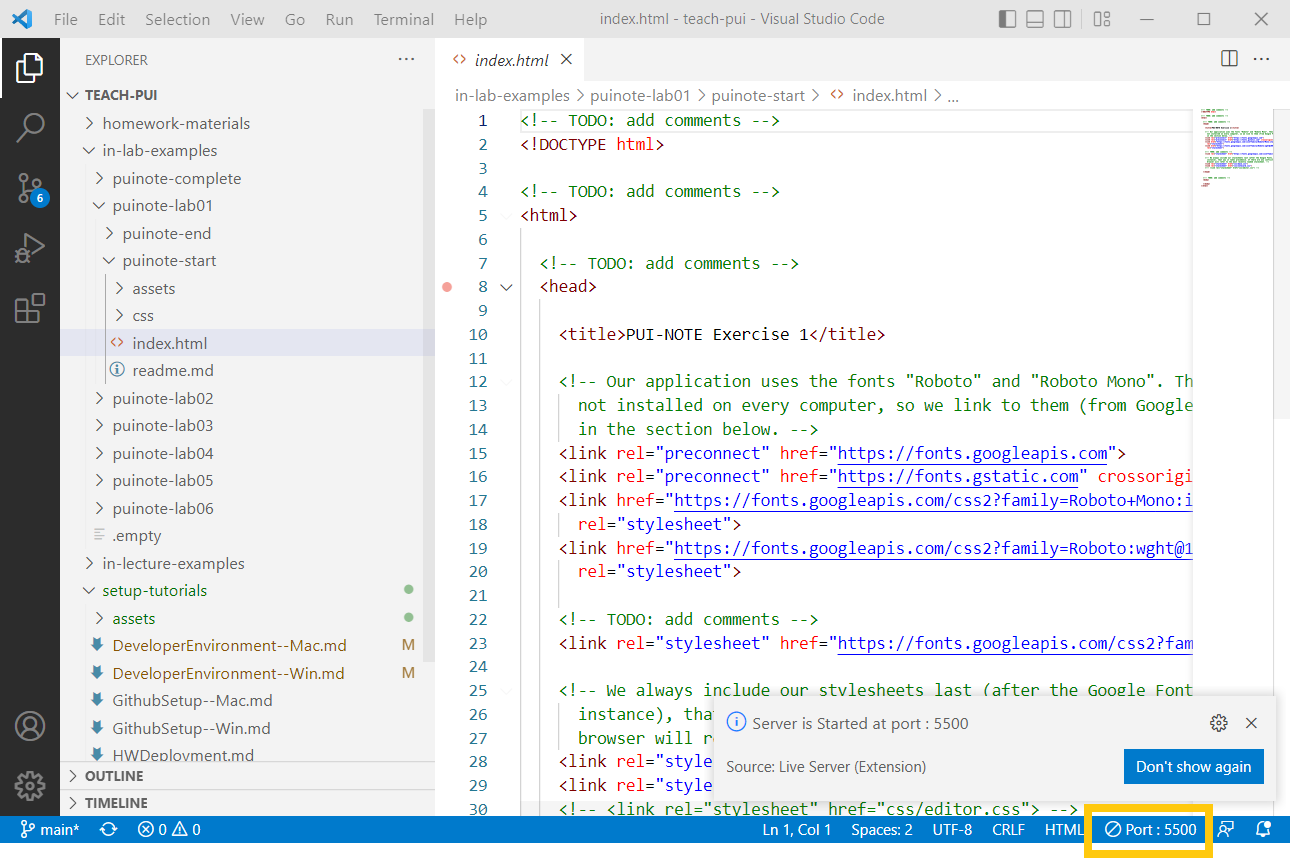 File Edit Selection View Go Run Terminal Help
index.html - teach-pui - Visual Studio Code
EXPLORER
TEACH-PUI
homework-materials
in-lab-examples
puinote-complete
puinote-lab01
puinote-end
puinote-start
assets
css
index.html
readme.md
puinote-lab02
puinote-lab03
puinote-lab04
puinote-lab05
puinote-lab06
.empty
in-lecture-examples
setup-tutorials
assets
DeveloperEnvironment--Mac.md M
DeveloperEnvironment--Win.md M
GithubSetup--Mac.md
GithubSetup--Win.md
HWDeployment.md
OUTLINE
TIMELINE
6
index.html
in-lab-examples > puinote-lab01 > puinote-start > index.html > ...
1 <!-- TODO: add comments -->
2 <!DOCTYPE html>
3
4 <!-- TODO: add comments -->
5 <html>
6
7 <!-- TODO: add comments -->
8 <head>
9
10 <title>PUI-NOTE Exercise 1</title>
11
12 <!-- Our application uses the fonts "Roboto" and "Roboto Mono". Th
13 not installed on every computer, so we link to them (from Google
14 in the section below. -->
15 <link rel="preconnect" href="https://fonts.googleapis.com">
16 <link rel="preconnect" href="https://fonts.gstatic.com" crossorigi
17 <link href="https://fonts.googleapis.com/css2?family=Roboto+Mono:i
18 rel="stylesheet">
19 <link href="https://fonts.googleapis.com/css2?family=Roboto:wght@1
20 rel="stylesheet">
21
22 <!-- TODO: add comments -->
23 <link rel="stylesheet" href="https://fonts.googleapis.com/css2?fam
24
25 <!-- We always include our stylesheets last (after the Google Font
26 instance), tha
27 browser will r
28 <link rel="style
29 <link rel="style
30 <!-- <link rel="stylesheet" href="css/editor.css"> -->
Server is Started at port : 5500
Source: Live Server (Extension)
Don't show again
main* 0 0
Ln 1, Col 1 Spaces: 2 UTF-8 CRLF HTML Port : 5500